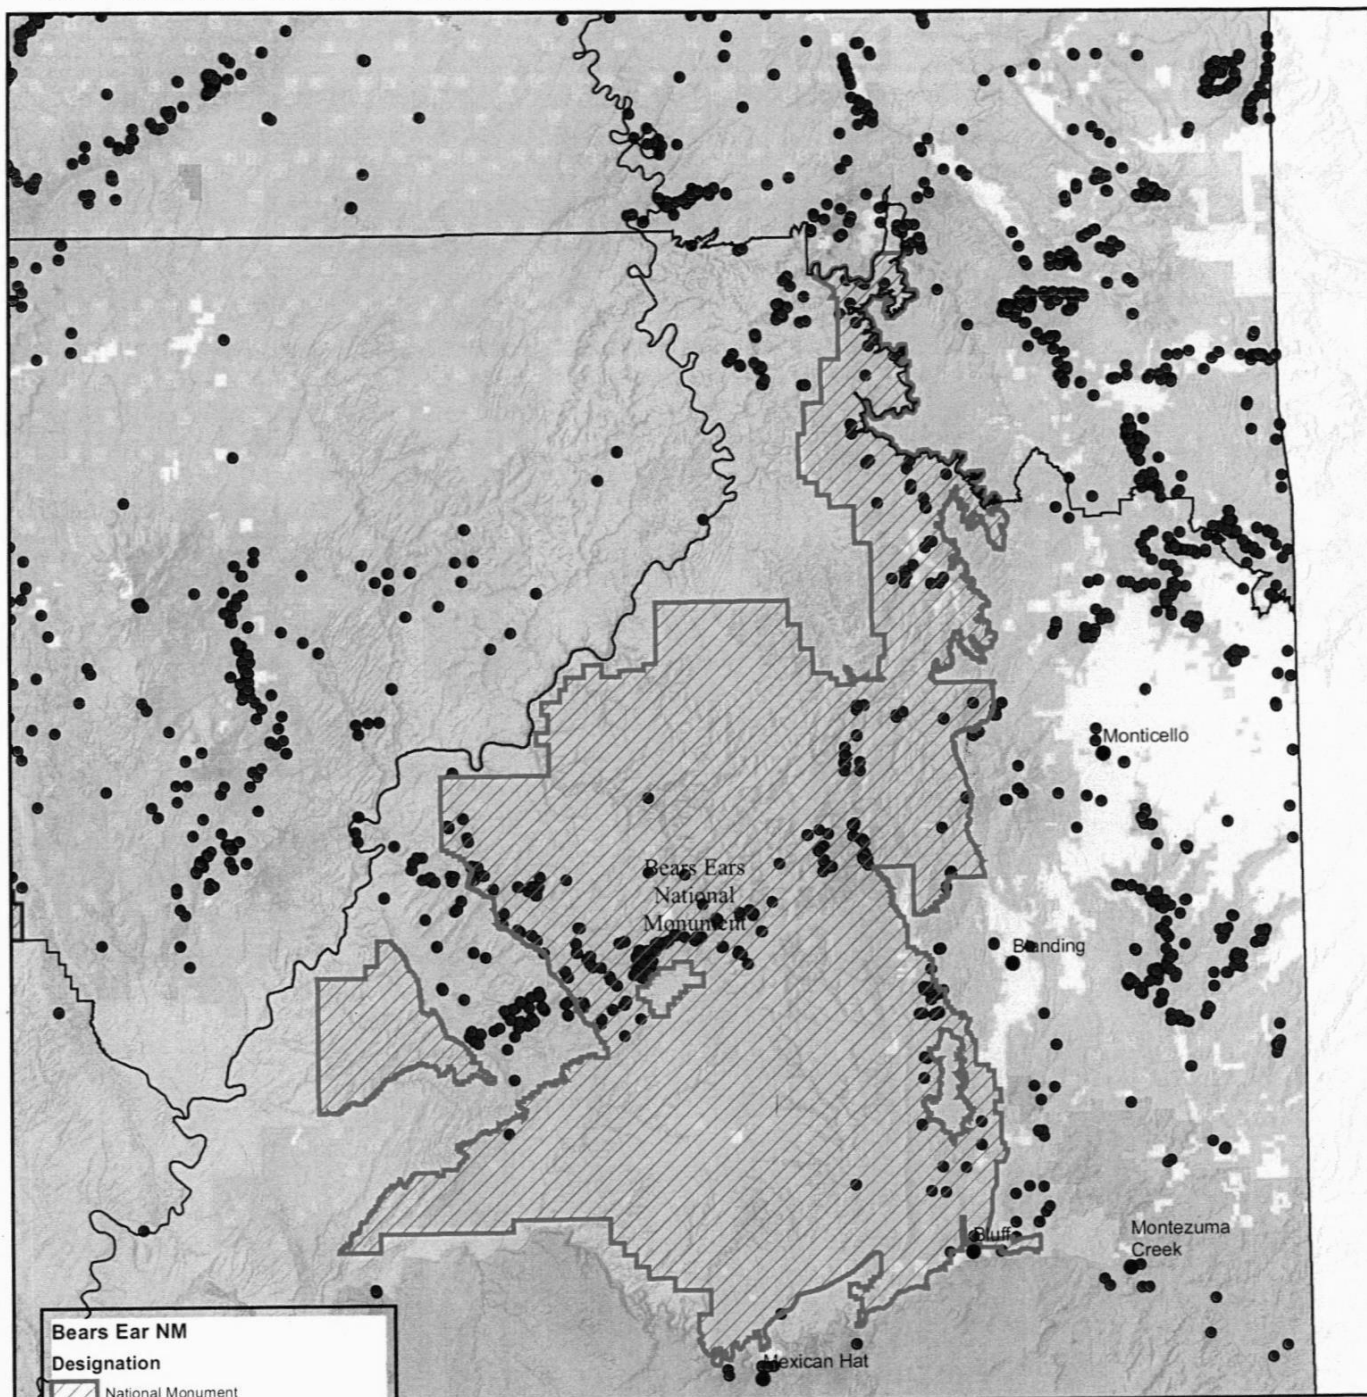 Monticello
Bears Ears
National
Monument
Blanding
Bluff
Montezuma
Creek
Mexican Hat
Bears Ear NM
Designation
National Monument